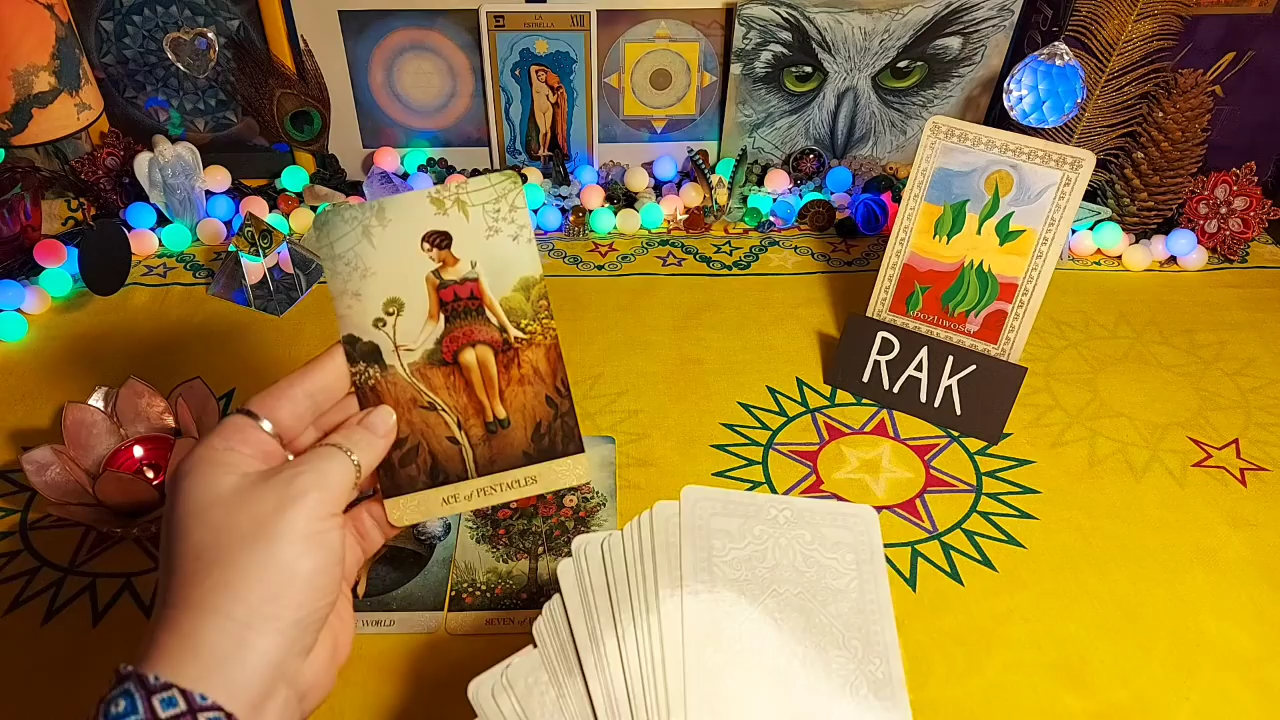 LA
ESTRELLA
XVII
możliwości
RAK
ACE of PENTACLES
WORLD
SEVEN of